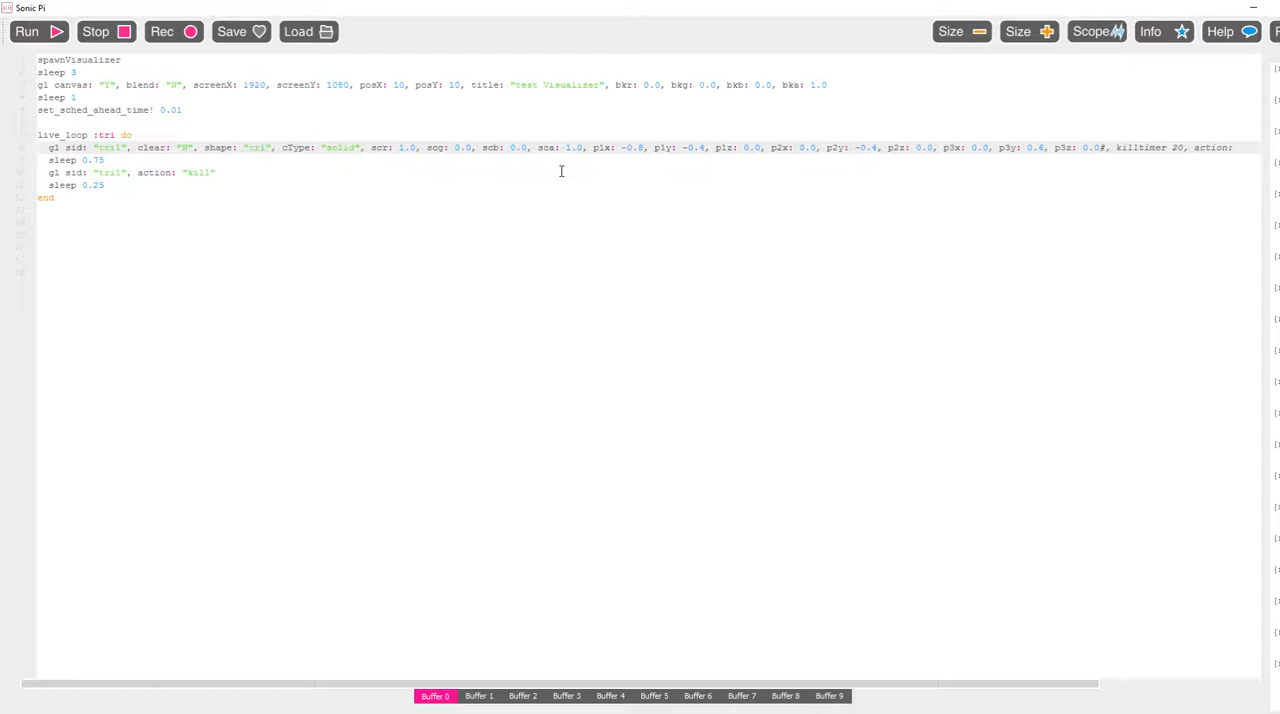 Sonic Pi
Run Stop Rec Save Load Size Size Scope Info Help
spawnVisualizer
sleep 3
gl canvas: "Y", blend: "N", screenX: 1920, screenY: 1080, posX: 10, posY: 10, title: "test Visualizer", bkr: 0.0, bkg: 0.0, bkb: 0.0, bka: 1.0
sleep 1
set_sched_ahead_time! 0.01
live_loop :tri do
gl sid: "tri1", clear: "N", shape: "tri", cType: "solid", scr: 1.0, scg: 0.0, scb: 0.0, sca: 1.0, p1x: -0.8, p1y: -0.4, p1z: 0.0, p2x: 0.0, p2y: -0.4, p2z: 0.0, p3x: 0.0, p3y: 0.6, p3z: 0.0#, killtimer 20, action:
sleep 0.75
gl sid: "tri1", action: "kill"
sleep 0.25
end
Buffer 0 Buffer 1 Buffer 2 Buffer 3 Buffer 4 Buffer 5 Buffer 6 Buffer 7 Buffer 8 Buffer 9